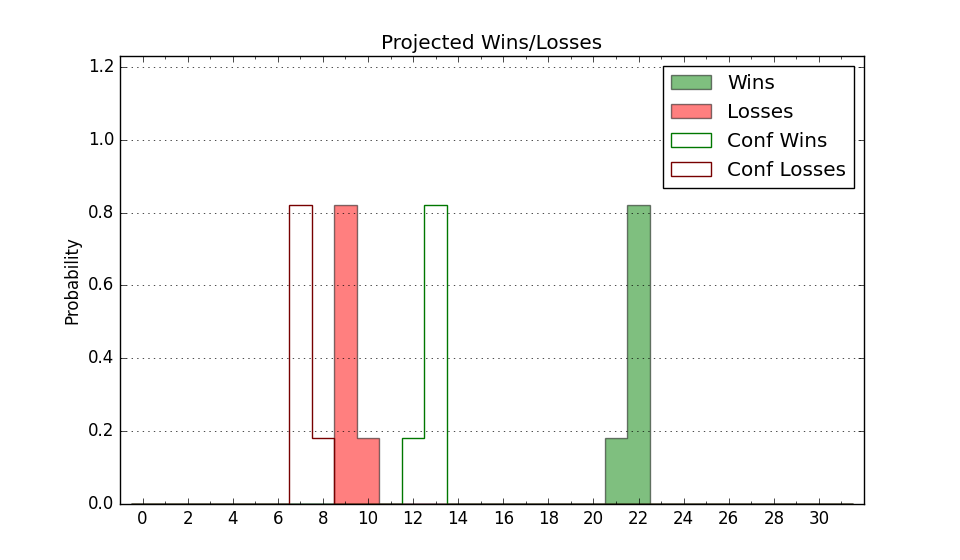 Projected Wins/Losses
Wins
Losses
Conf Wins
Conf Losses
Probability
1.2
1.0
0.8
0.6
0.4
0.2
0.0
0 2 4 6 8 10 12 14 16 18 20 22 24 26 28 30